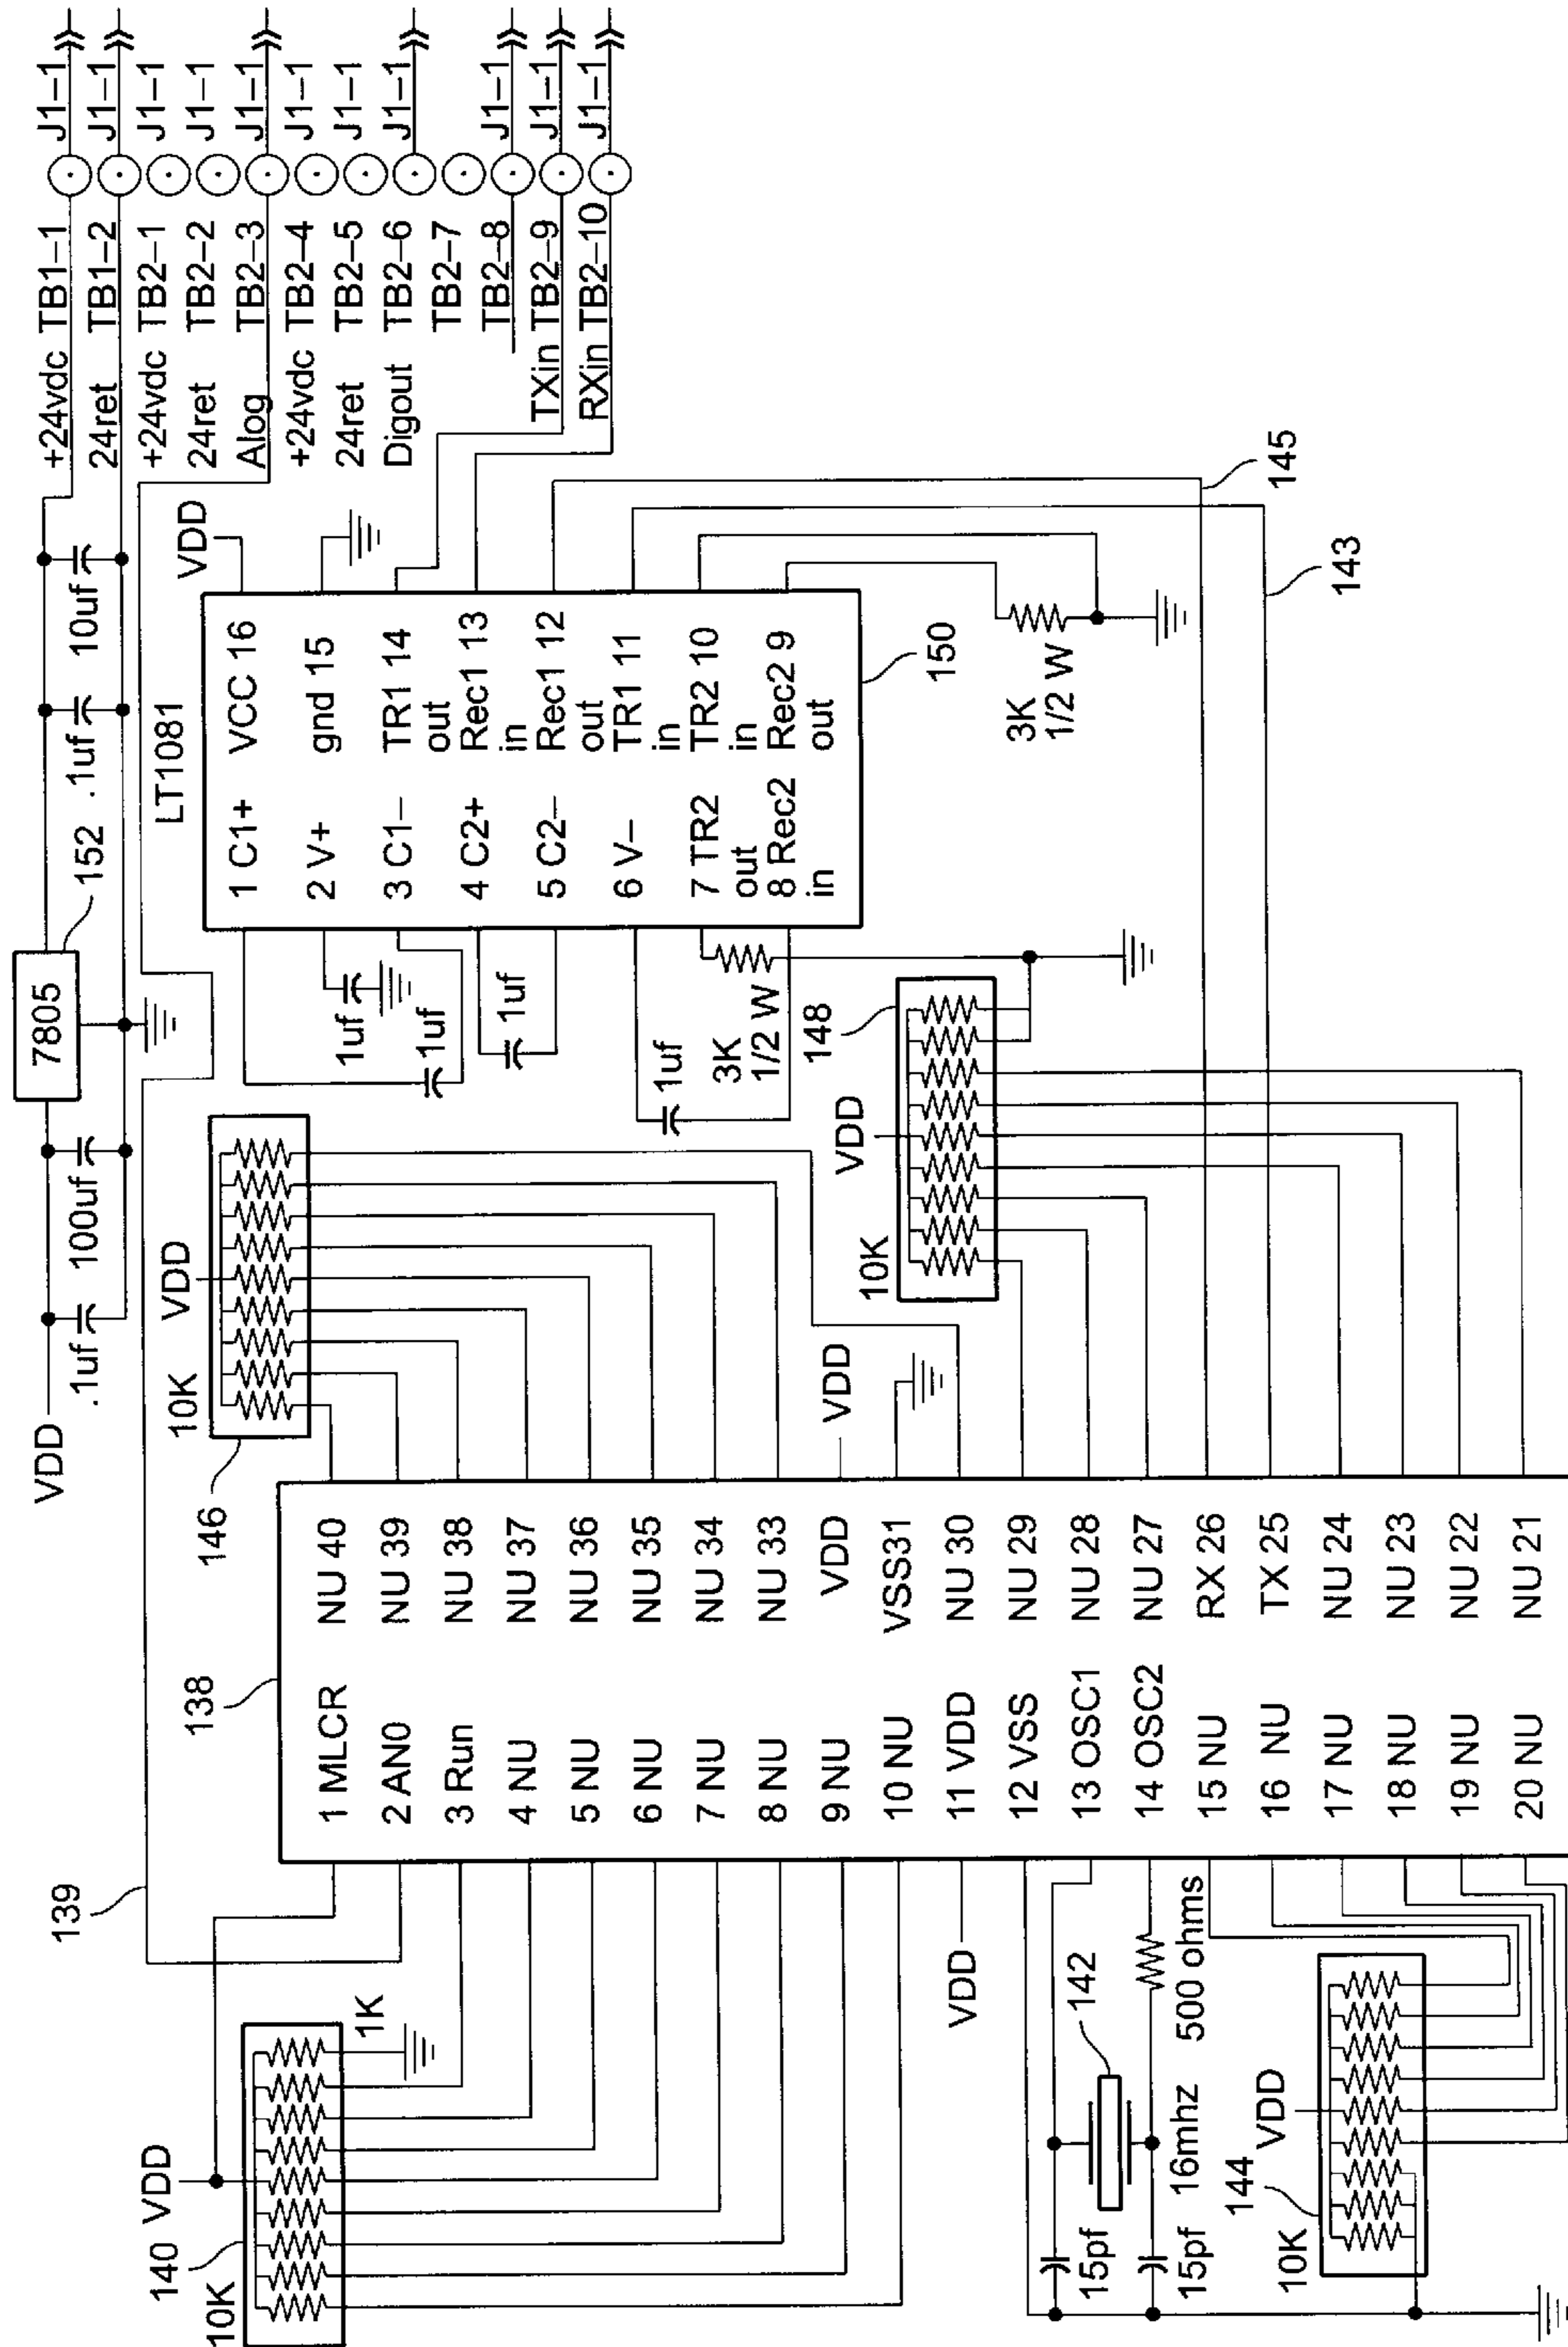 VDD
.1uf
100uf
7805
152
.1uf
10uf
+24vdc TB1–1 J1–1
24ret TB1–2 J1–1
+24vdc TB2–1 J1–1
24ret TB2–2 J1–1
Alog TB2–3 J1–1
+24vdc TB2–4 J1–1
24ret TB2–5 J1–1
Digout TB2–6 J1–1
TB2–7
TB2–8 J1–1
TXin TB2–9 J1–1
RXin TB2–10 J1–1
139
140
10K
VDD
1K
138
1 MLCR NU 40
2 AN0 NU 39
3 Run NU 38
4 NU NU 37
5 NU NU 36
6 NU NU 35
7 NU NU 34
8 NU NU 33
9 NU VDD
10 NU VSS31
11 VDD NU 30
12 VSS NU 29
13 OSC1 NU 28
14 OSC2 NU 27
15 NU RX 26
16 NU TX 25
17 NU NU 24
18 NU NU 23
19 NU NU 22
20 NU NU 21
VDD
VDD
146
10K
VDD
LT1081
VDD
1 C1+ VCC 16
2 V+ gnd 15
3 C1– TR1 14
out
4 C2+ Rec1 13
in
5 C2– Rec1 12
out
6 V– TR1 11
in
7 TR2 TR2 10
out in
8 Rec2 Rec2 9
in out
150
1uf
1uf
1uf
1uf
3K
1/2 W
3K
1/2 W
148
10K
VDD
145
143
142
15pf
15pf
16mhz
500 ohms
144
10K
VDD